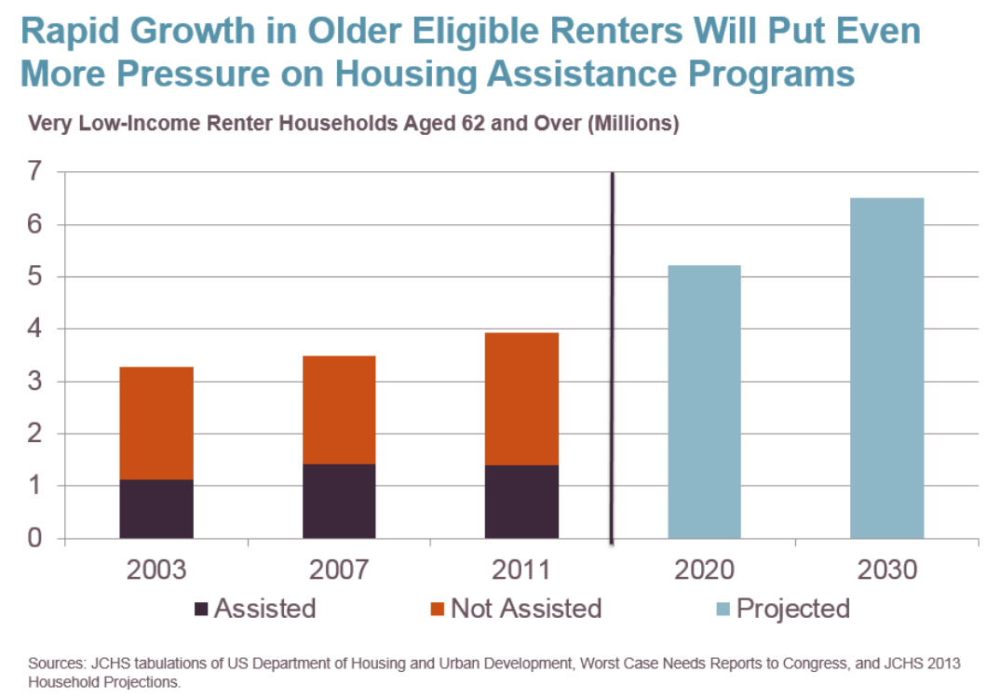 Rapid Growth in Older Eligible Renters Will Put Even
More Pressure on Housing Assistance Programs
Very Low-Income Renter Households Aged 62 and Over (Millions)
7
6
5
4
3
2
1
0
2003 2007 2011 2020 2030
Assisted Not Assisted Projected
Sources: JCHS tabulations of US Department of Housing and Urban Development, Worst Case Needs Reports to Congress, and JCHS 2013
Household Projections.